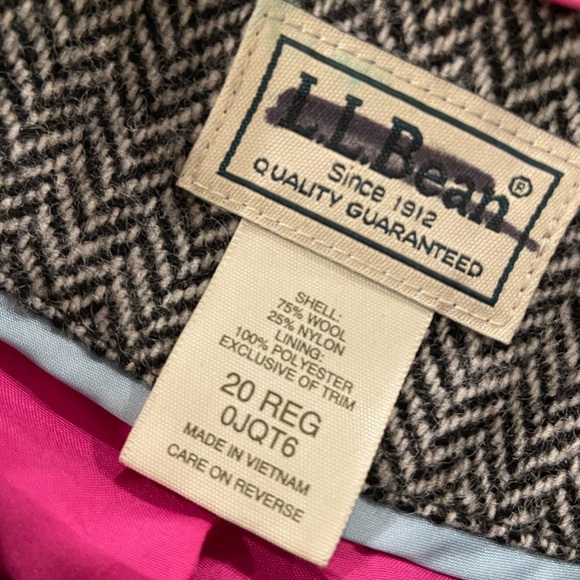 L.L.Bean®
Since 1912
QUALITY GUARANTEED
SHELL:
75% WOOL
25% NYLON
LINING:
100% POLYESTER
EXCLUSIVE OF TRIM
20 REG
0JQT6
MADE IN VIETNAM
CARE ON REVERSE